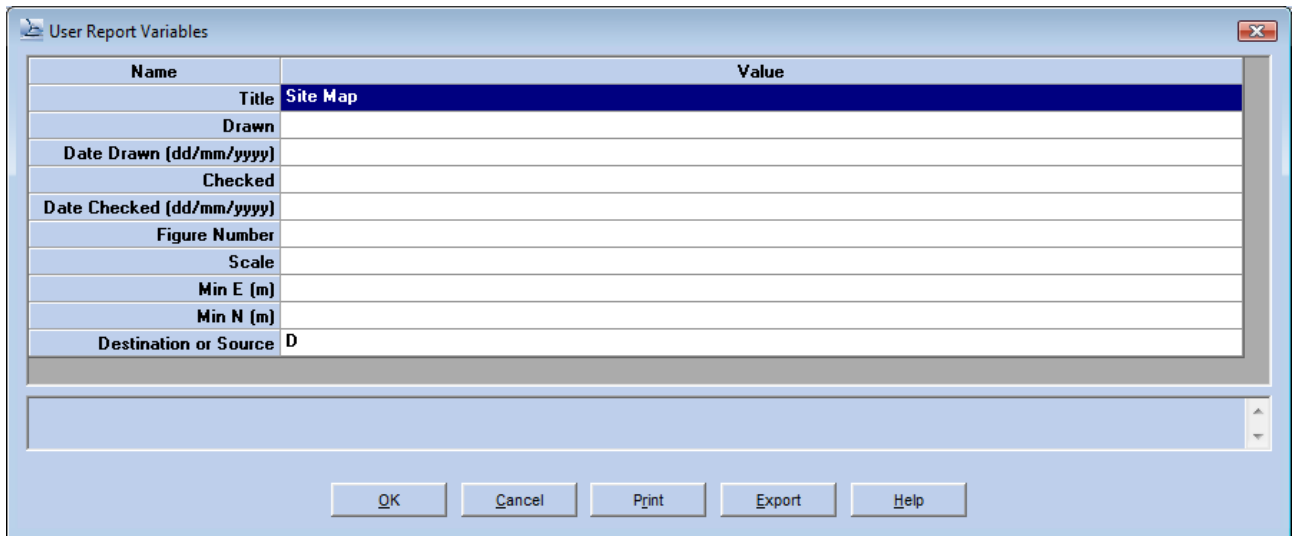 User Report Variables
Name Value
Title Site Map
Drawn
Date Drawn (dd/mm/yyyy)
Checked
Date Checked (dd/mm/yyyy)
Figure Number
Scale
Min E (m)
Min N (m)
Destination or Source D
OK Cancel Print Export Help